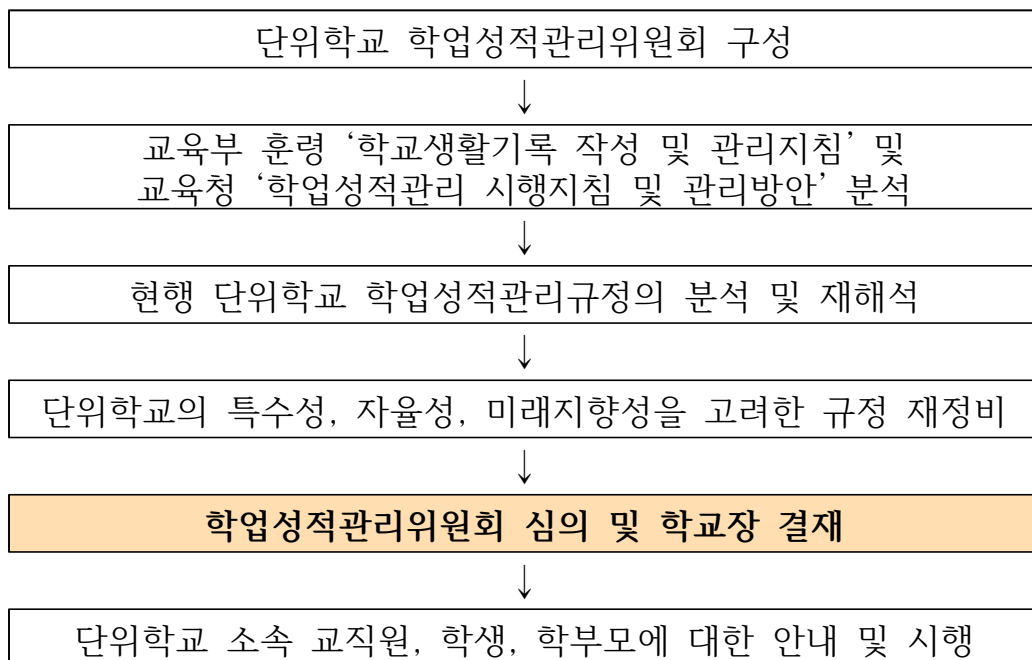 단위학교 학업성적관리위원회 구성
↓
교육부 훈령 ‘학교생활기록 작성 및 관리지침’ 및
교육청 ‘학업성적관리 시행지침 및 관리방안’ 분석
↓
현행 단위학교 학업성적관리규정의 분석 및 재해석
↓
단위학교의 특수성, 자율성, 미래지향성을 고려한 규정 재정비
↓
학업성적관리위원회 심의 및 학교장 결재
↓
단위학교 소속 교직원, 학생, 학부모에 대한 안내 및 시행